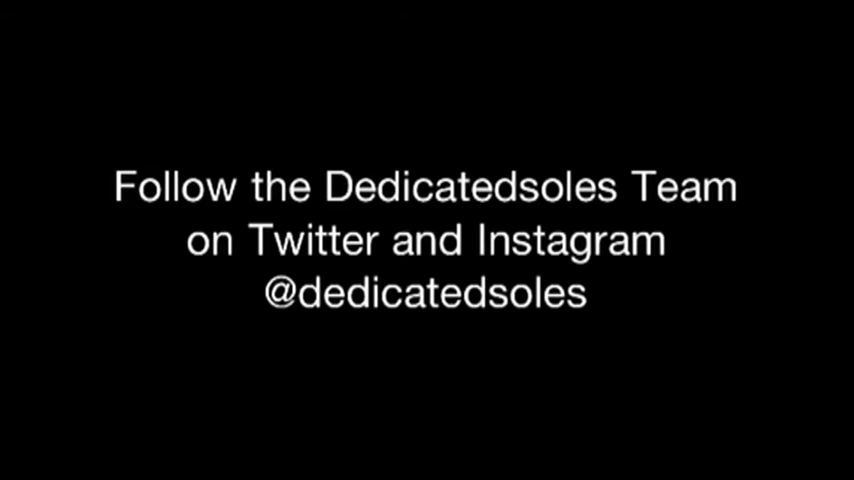 Follow the Dedicatedsoles Team
on Twitter and Instagram
@dedicatedsoles